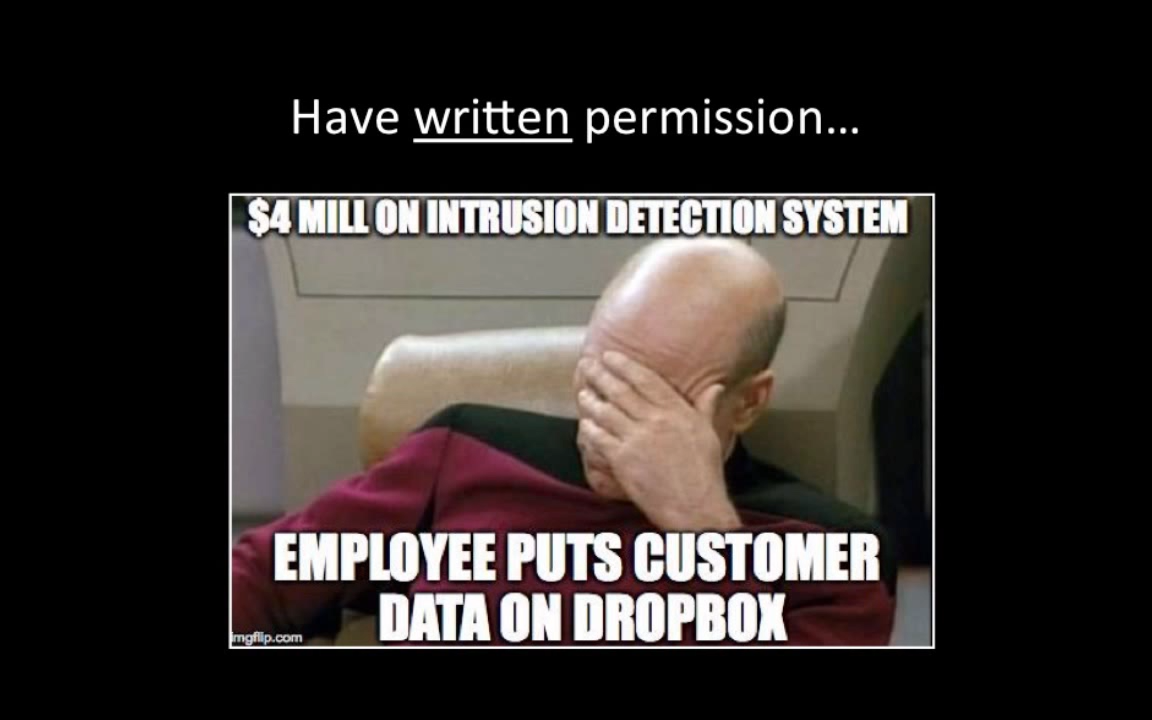 Have written permission...
$4 MILL ON INTRUSION DETECTION SYSTEM
EMPLOYEE PUTS CUSTOMER
DATA ON DROPBOX
imgflip.com